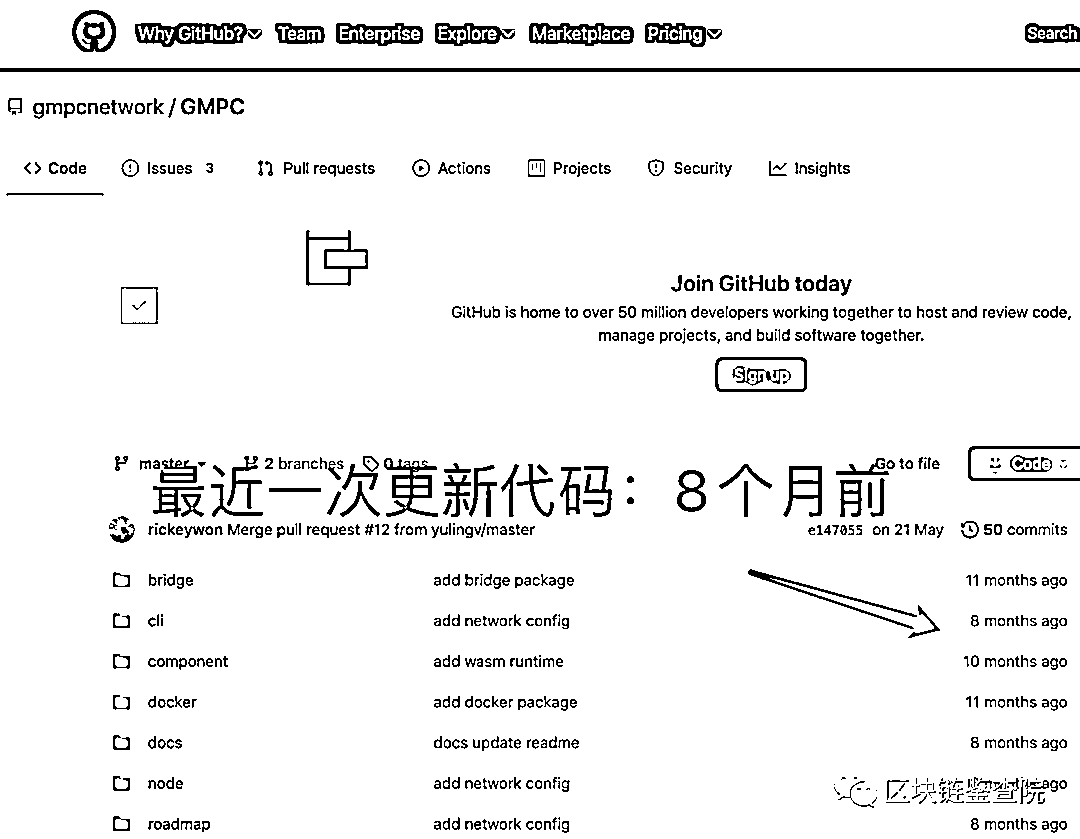 Why GitHub? Team Enterprise Explore Marketplace Pricing Search
gmpcnetwork / GMPC
Code Issues 3 Pull requests Actions Projects Security Insights
Join GitHub today
GitHub is home to over 50 million developers working together to host and review code,
manage projects, and build software together.
Sign up
master 2 branches 0 tags Go to file Code
最近一次更新代码：8个月前
rickeywon Merge pull request #12 from yulingv/master e147055 on 21 May 50 commits
bridge add bridge package 11 months ago
cli add network config 8 months ago
component add wasm runtime 10 months ago
docker add docker package 11 months ago
docs docs update readme 8 months ago
node add network config ago
区块链鉴查院
roadmap add network config 8 months ago